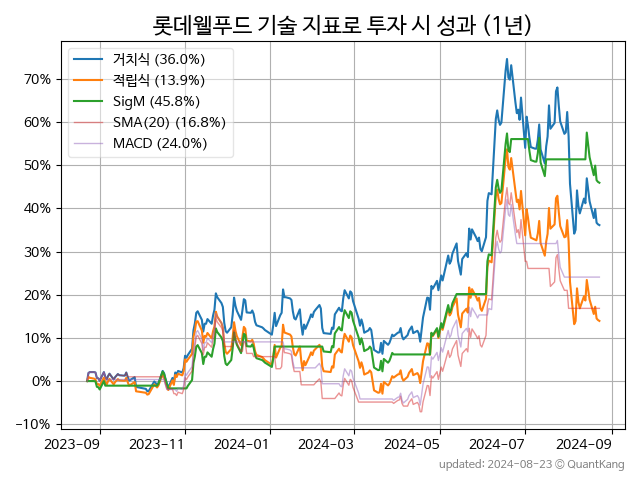 롯데웰푸드 기술 지표로 투자 시 성과 (1년)
거치식 (36.0%)
적립식 (13.9%)
SigM (45.8%)
SMA(20) (16.8%)
MACD (24.0%)
70%
60%
50%
40%
30%
20%
10%
0%
−10%
2023-09 2023-11 2024-01 2024-03 2024-05 2024-07 2024-09
updated: 2024-08-23 © QuantKang